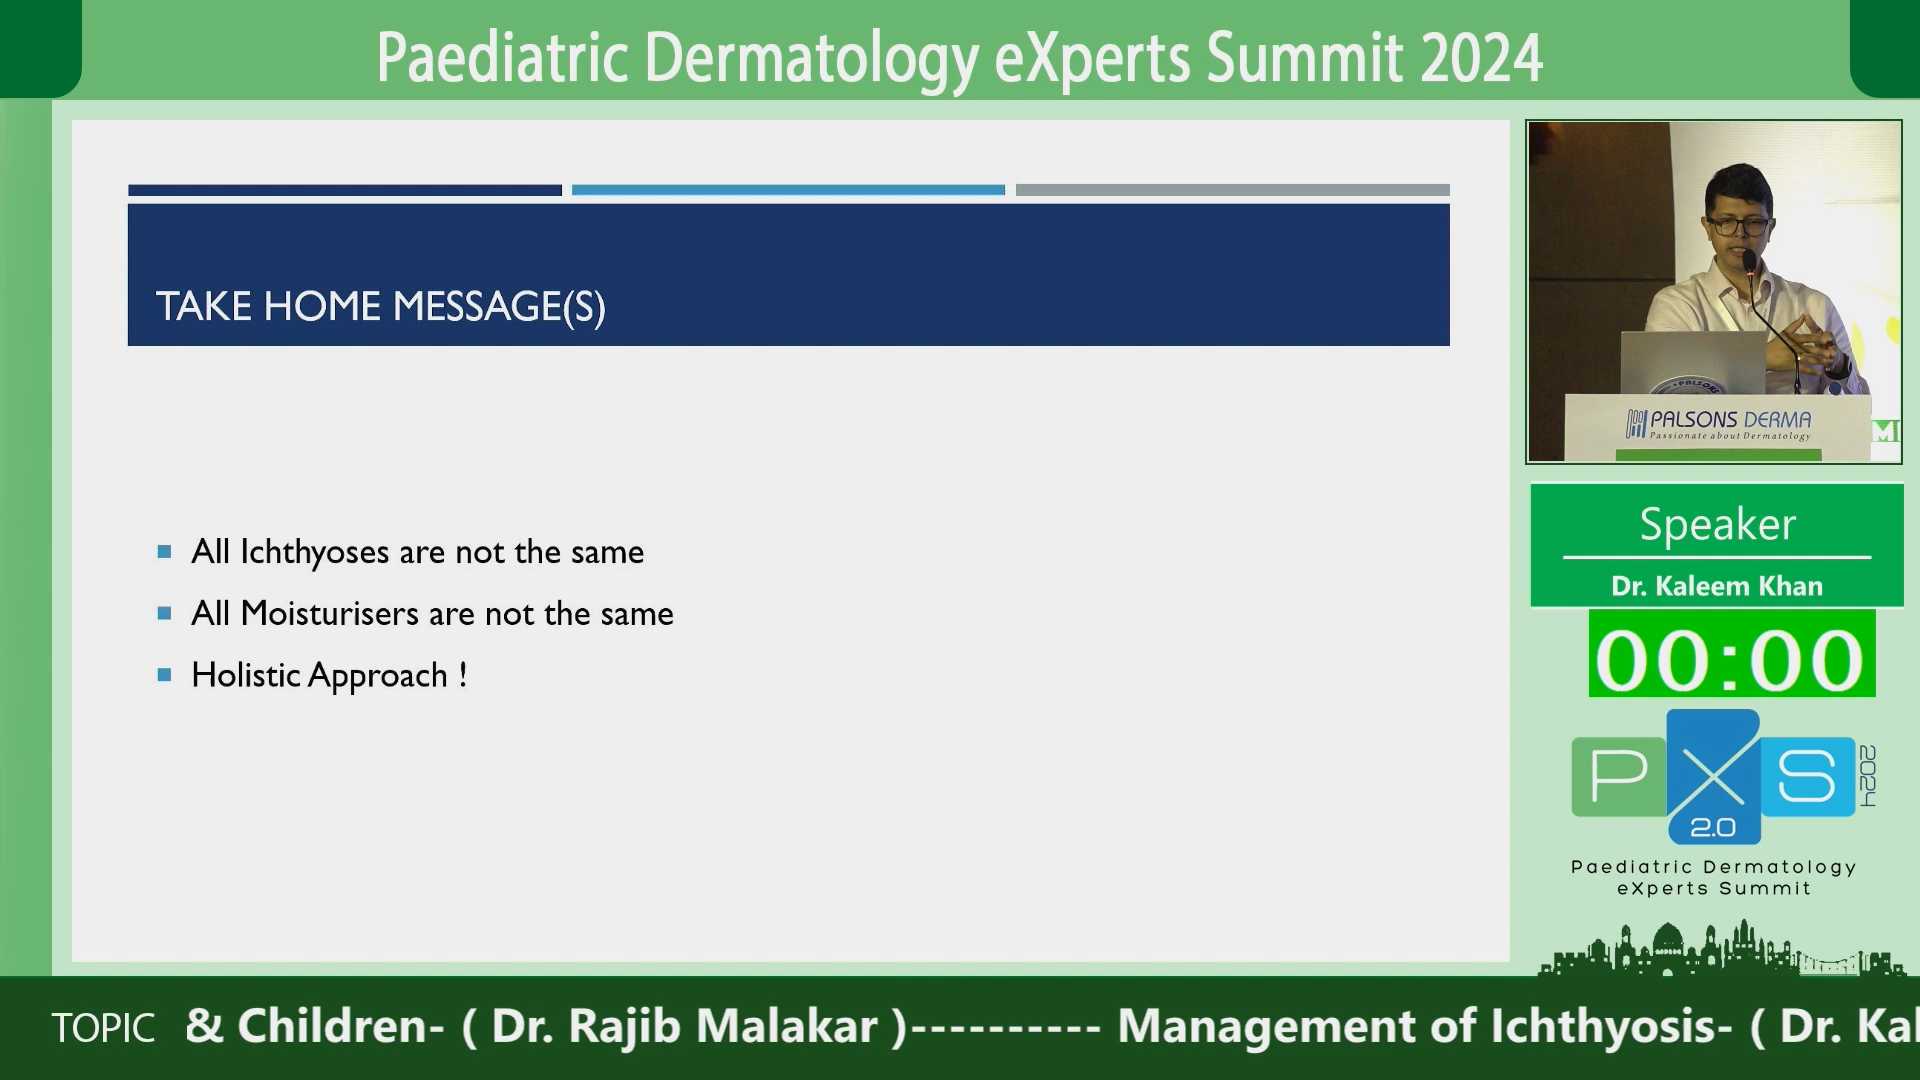 Paediatric Dermatology eXperts Summit 2024
TAKE HOME MESSAGE(S)
All Ichthyoses are not the same
All Moisturisers are not the same
Holistic Approach !
PALSONS
PALSONS DERMA
Passionate about Dermatology
M
Speaker
Dr. Kaleem Khan
00:00
P X S 2024
2.0
Paediatric Dermatology
eXperts Summit
TOPIC & Children- ( Dr. Rajib Malakar )---------- Management of Ichthyosis- ( Dr. Kal